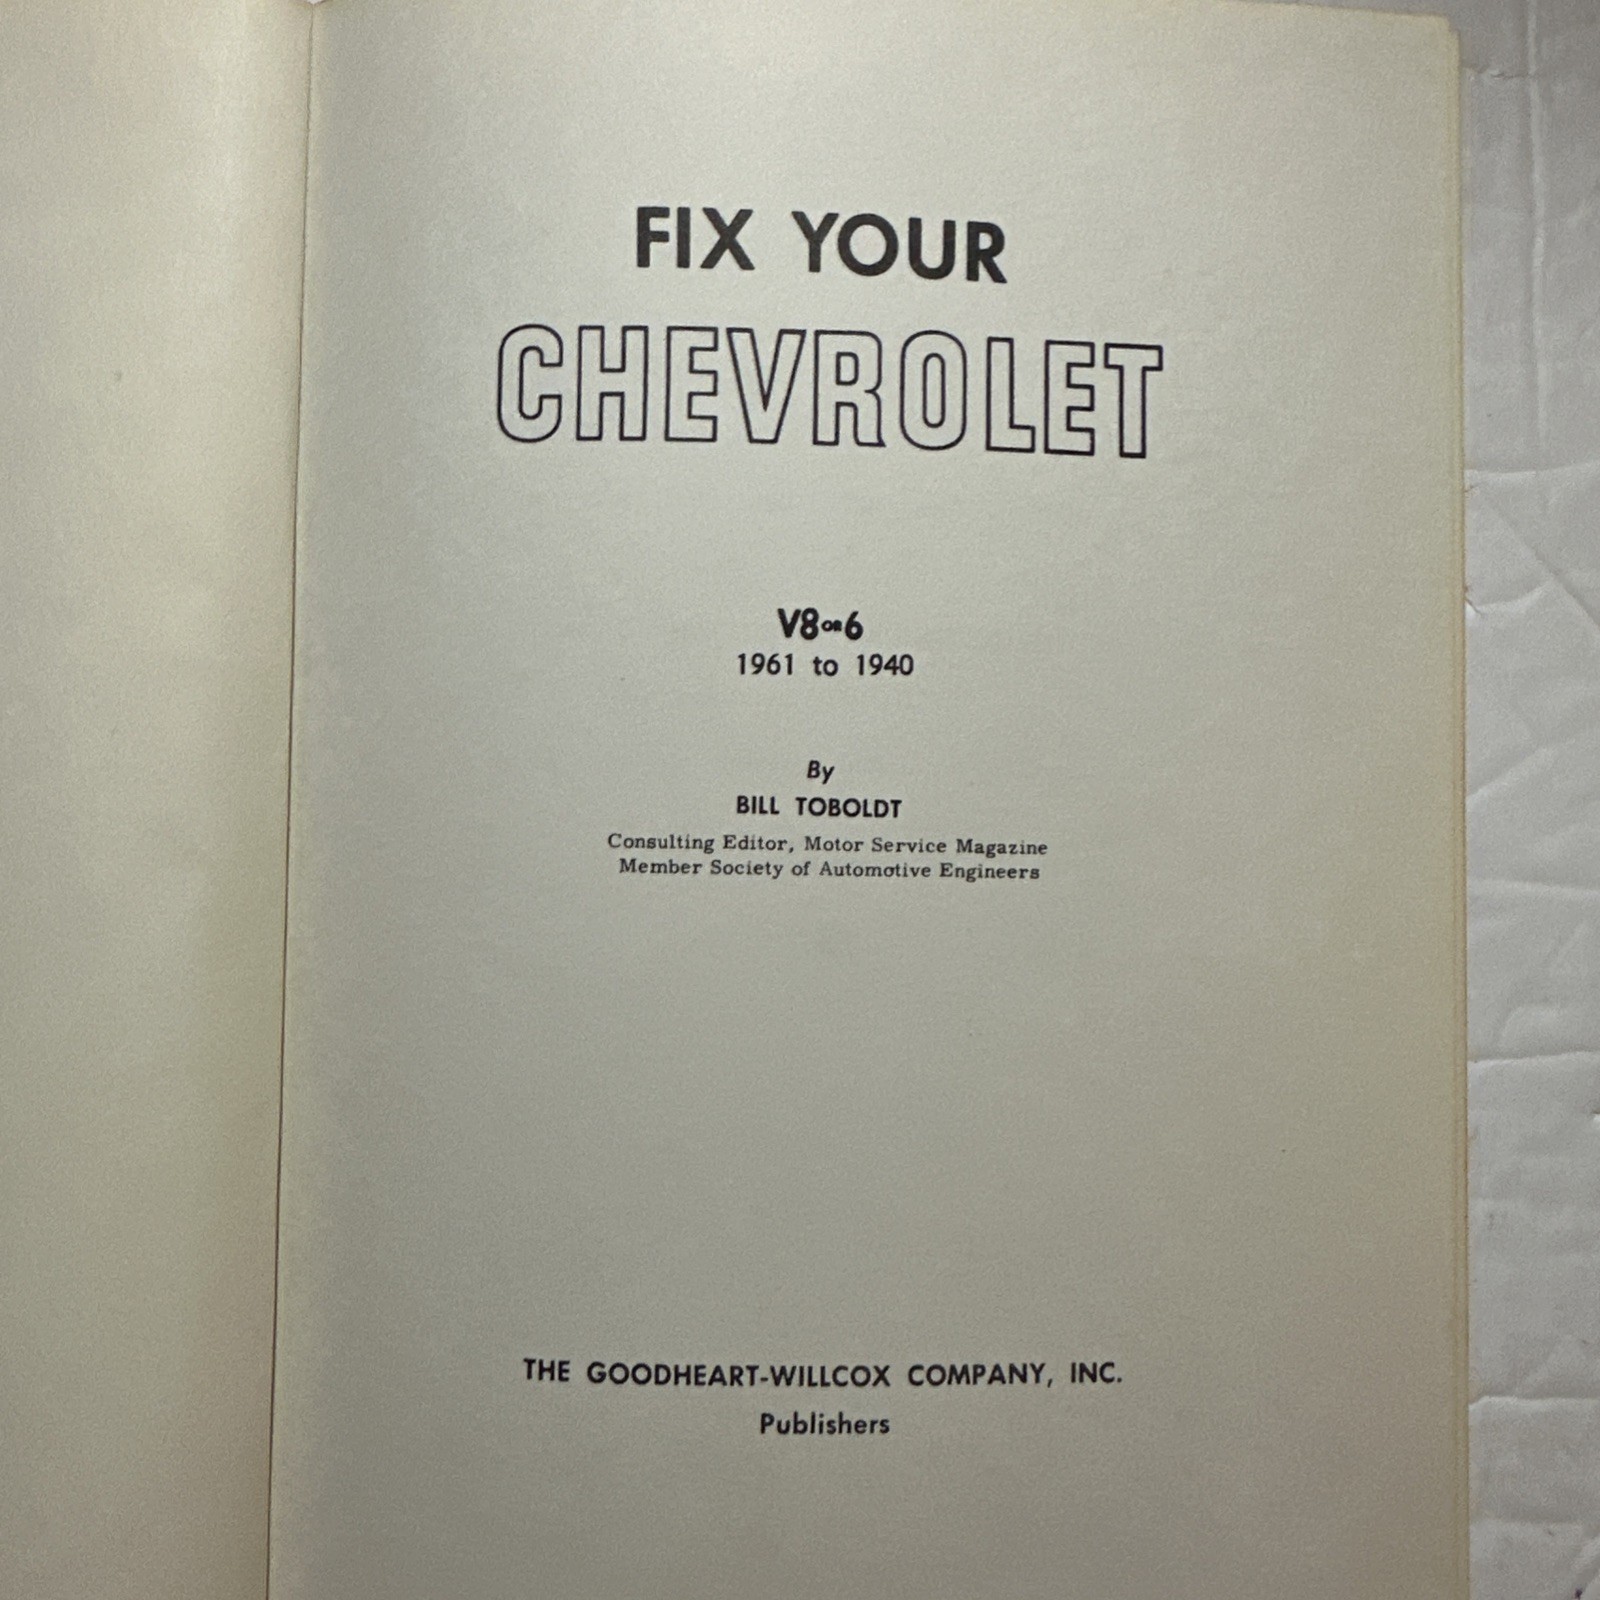 FIX YOUR
CHEVROLET
V8 OR 6
1961 to 1940
By
BILL TOBOLDT
Consulting Editor, Motor Service Magazine
Member Society of Automotive Engineers
THE GOODHEART-WILLCOX COMPANY, INC.
Publishers